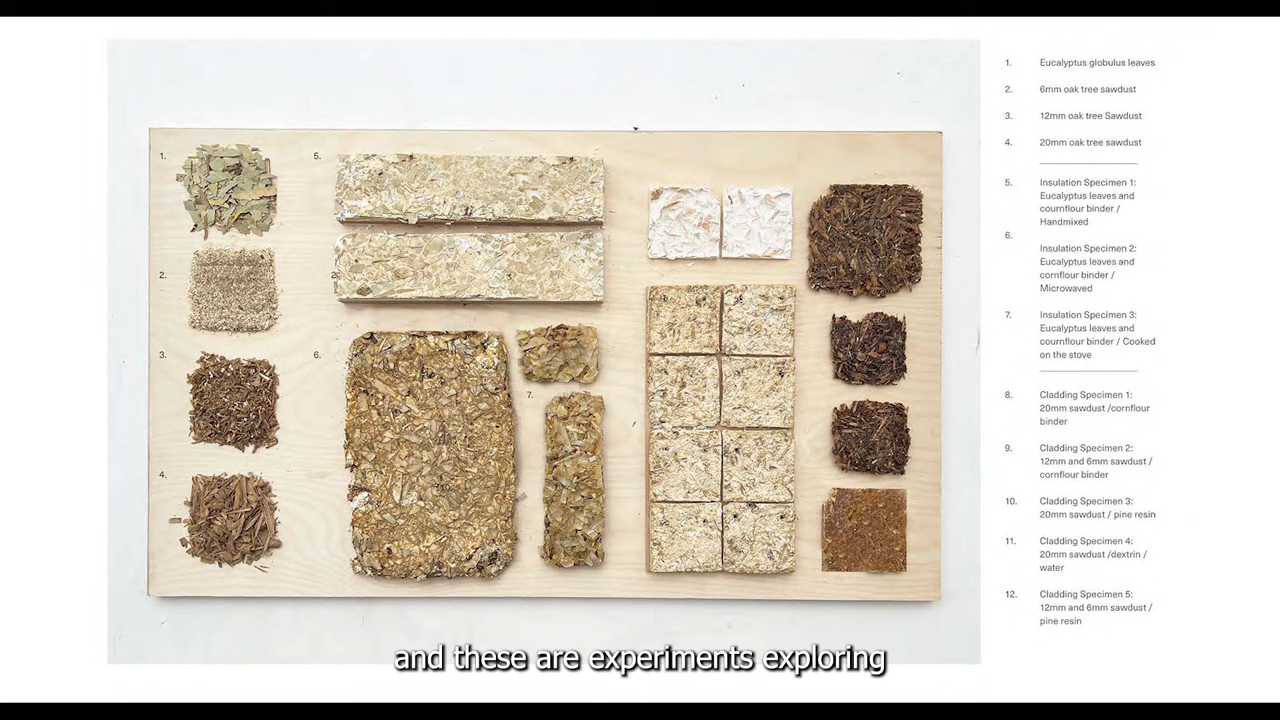 1. Eucalyptus globulus leaves
2. 6mm oak tree sawdust
3. 12mm oak tree Sawdust
4. 20mm oak tree sawdust
5. Insulation Specimen 1:
Eucalyptus leaves and
cournflour binder /
Handmixed
6.
Insulation Specimen 2:
Eucalyptus leaves and
cornflour binder /
Microwaved
7. Insulation Specimen 3:
Eucalyptus leaves and
cournflour binder / Cooked
on the stove
8. Cladding Specimen 1:
20mm sawdust /cornflour
binder
9. Cladding Specimen 2:
12mm and 6mm sawdust /
cornflour binder
10. Cladding Specimen 3:
20mm sawdust / pine resin
11. Cladding Specimen 4:
20mm sawdust /dextrin /
water
12. Cladding Specimen 5:
12mm and 6mm sawdust /
pine resin
1.
2.
3.
4.
5.
2.
6.
7.
and these are experiments exploring